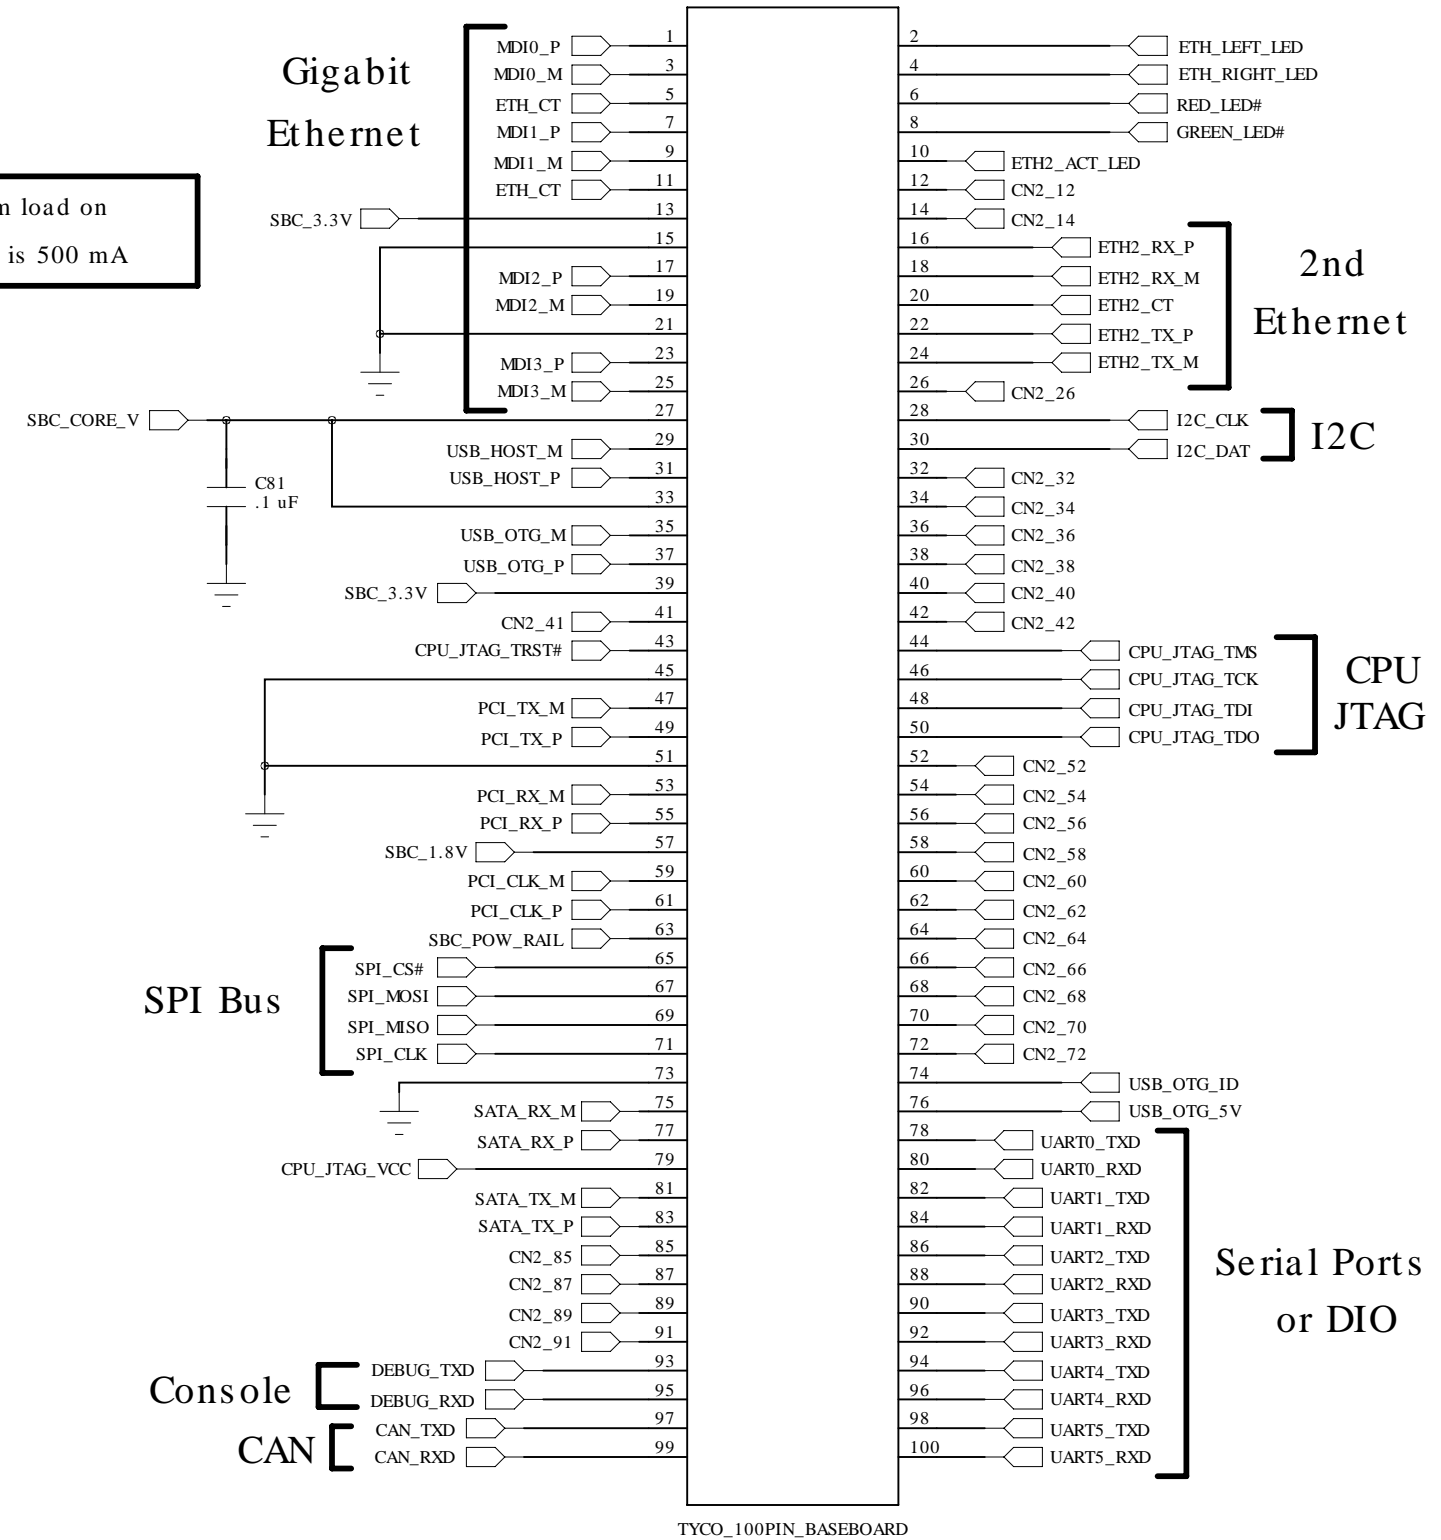 MDI0_P 1 2 ETH_LEFT_LED
Gigabit
Ethernet
MDI0_M 3 4 ETH_RIGHT_LED
ETH_CT 5 6 RED_LED#
MDI1_P 7 8 GREEN_LED#
MDI1_M 9 10 ETH2_ACT_LED
ETH_CT 11 12 CN2_12
load on
is 500 mA
SBC_3.3V 13 14 CN2_14
15 16 ETH2_RX_P
2nd
Ethernet
MDI2_P 17 18 ETH2_RX_M
MDI2_M 19 20 ETH2_CT
21 22 ETH2_TX_P
MDI3_P 23 24 ETH2_TX_M
MDI3_M 25 26 CN2_26
SBC_CORE_V 27 28 I2C_CLK
I2C
USB_HOST_M 29 30 I2C_DAT
USB_HOST_P 31 32 CN2_32
C81
.1 uF
33 34 CN2_34
USB_OTG_M 35 36 CN2_36
USB_OTG_P 37 38 CN2_38
SBC_3.3V 39 40 CN2_40
CN2_41 41 42 CN2_42
CPU_JTAG_TRST# 43 44 CPU_JTAG_TMS
CPU
JTAG
45 46 CPU_JTAG_TCK
PCI_TX_M 47 48 CPU_JTAG_TDI
PCI_TX_P 49 50 CPU_JTAG_TDO
51 52 CN2_52
PCI_RX_M 53 54 CN2_54
PCI_RX_P 55 56 CN2_56
SBC_1.8V 57 58 CN2_58
PCI_CLK_M 59 60 CN2_60
PCI_CLK_P 61 62 CN2_62
SBC_POW_RAIL 63 64 CN2_64
SPI Bus
SPI_CS# 65 66 CN2_66
SPI_MOSI 67 68 CN2_68
SPI_MISO 69 70 CN2_70
SPI_CLK 71 72 CN2_72
73 74 USB_OTG_ID
SATA_RX_M 75 76 USB_OTG_5V
SATA_RX_P 77 78 UART0_TXD
CPU_JTAG_VCC 79 80 UART0_RXD
SATA_TX_M 81 82 UART1_TXD
SATA_TX_P 83 84 UART1_RXD
CN2_85 85 86 UART2_TXD
Serial Ports
or DIO
CN2_87 87 88 UART2_RXD
CN2_89 89 90 UART3_TXD
CN2_91 91 92 UART3_RXD
Console
DEBUG_TXD 93 94 UART4_TXD
DEBUG_RXD 95 96 UART4_RXD
CAN
CAN_TXD 97 98 UART5_TXD
CAN_RXD 99 100 UART5_RXD
TYCO_100PIN_BASEBOARD